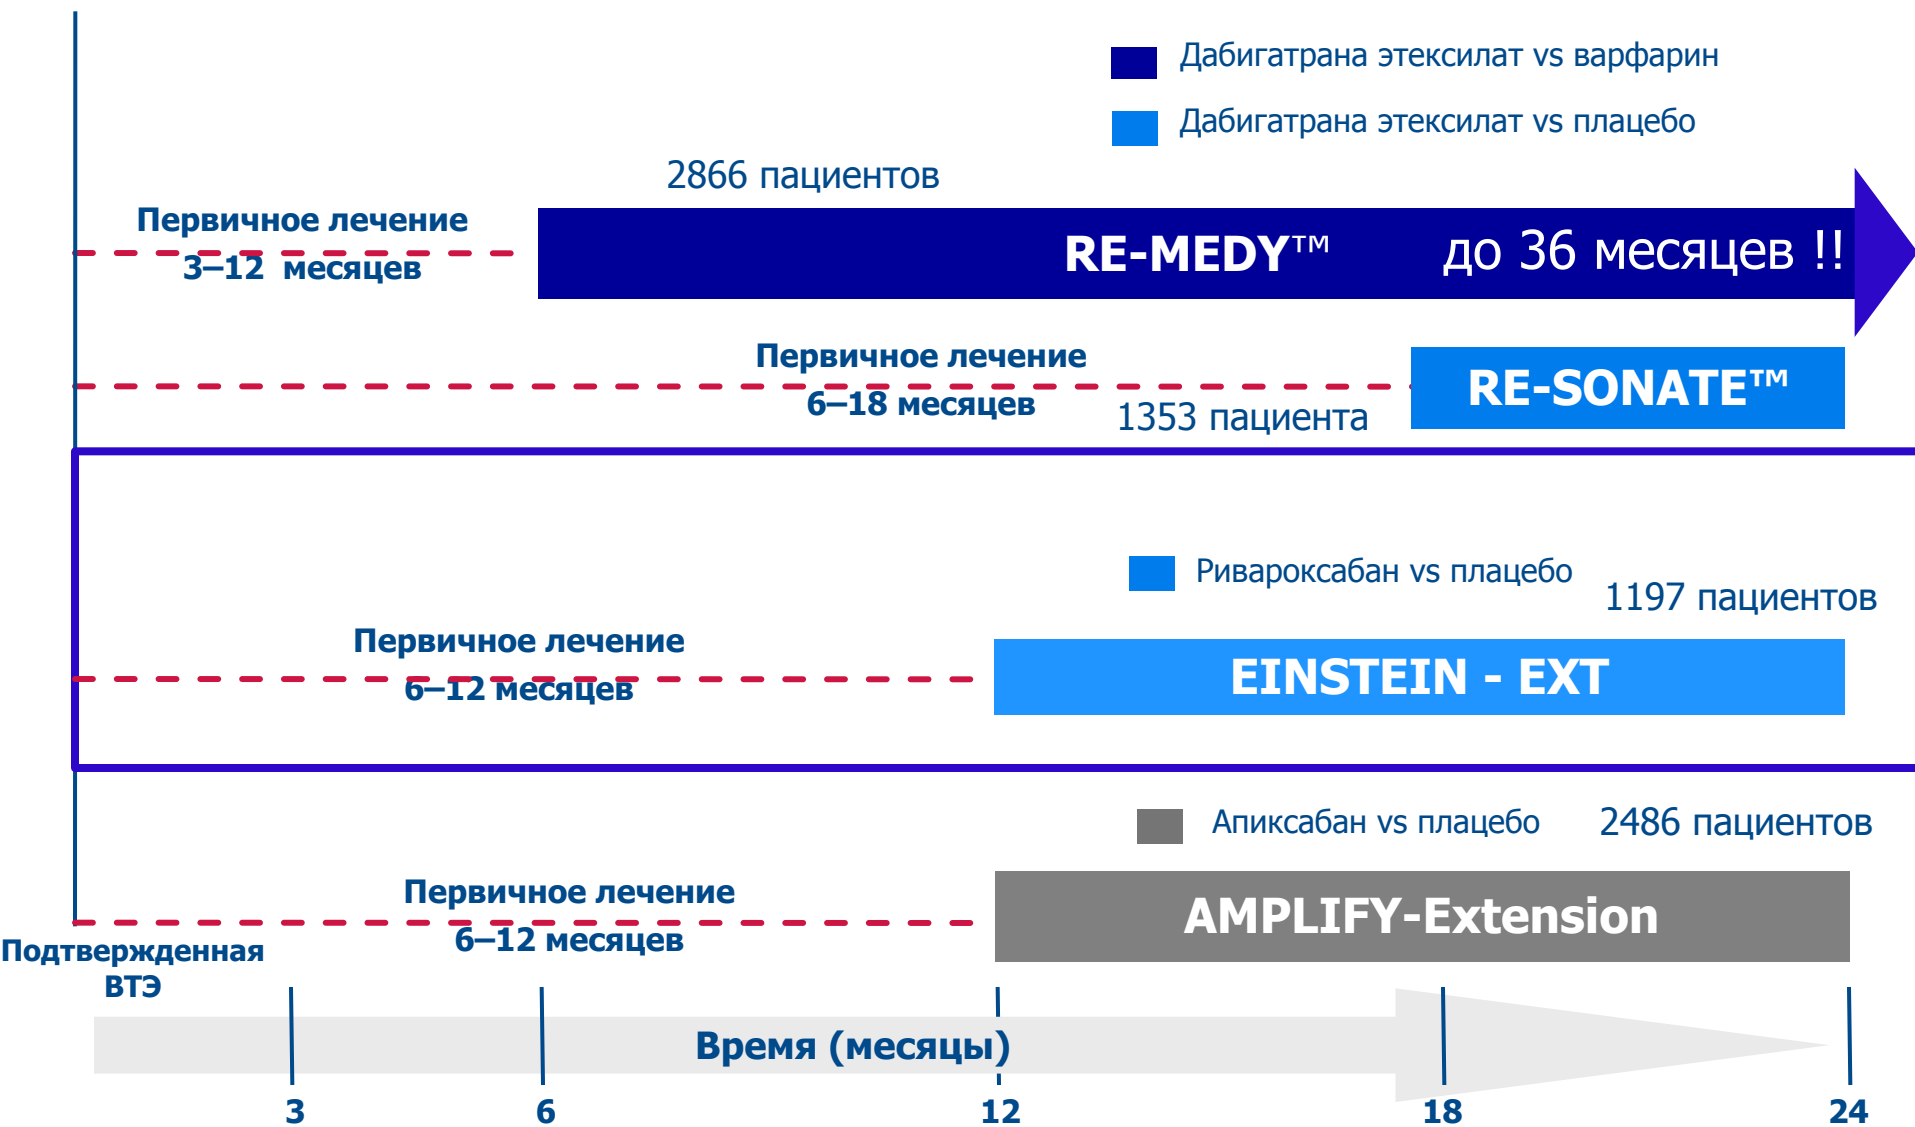 Дабигатрана этексилат vs варфарин
Дабигатрана этексилат vs плацебо
2866 пациентов
Первичное лечение
3–12 месяцев
RE-MEDY™ до 36 месяцев !!
Первичное лечение
6–18 месяцев
1353 пациента
RE-SONATE™
Ривароксабан vs плацебо
1197 пациентов
Первичное лечение
6–12 месяцев
EINSTEIN - EXT
Апиксабан vs плацебо
2486 пациентов
Первичное лечение
6–12 месяцев
AMPLIFY-Extension
Подтвержденная
ВТЭ
Время (месяцы)
3 6 12 18 24